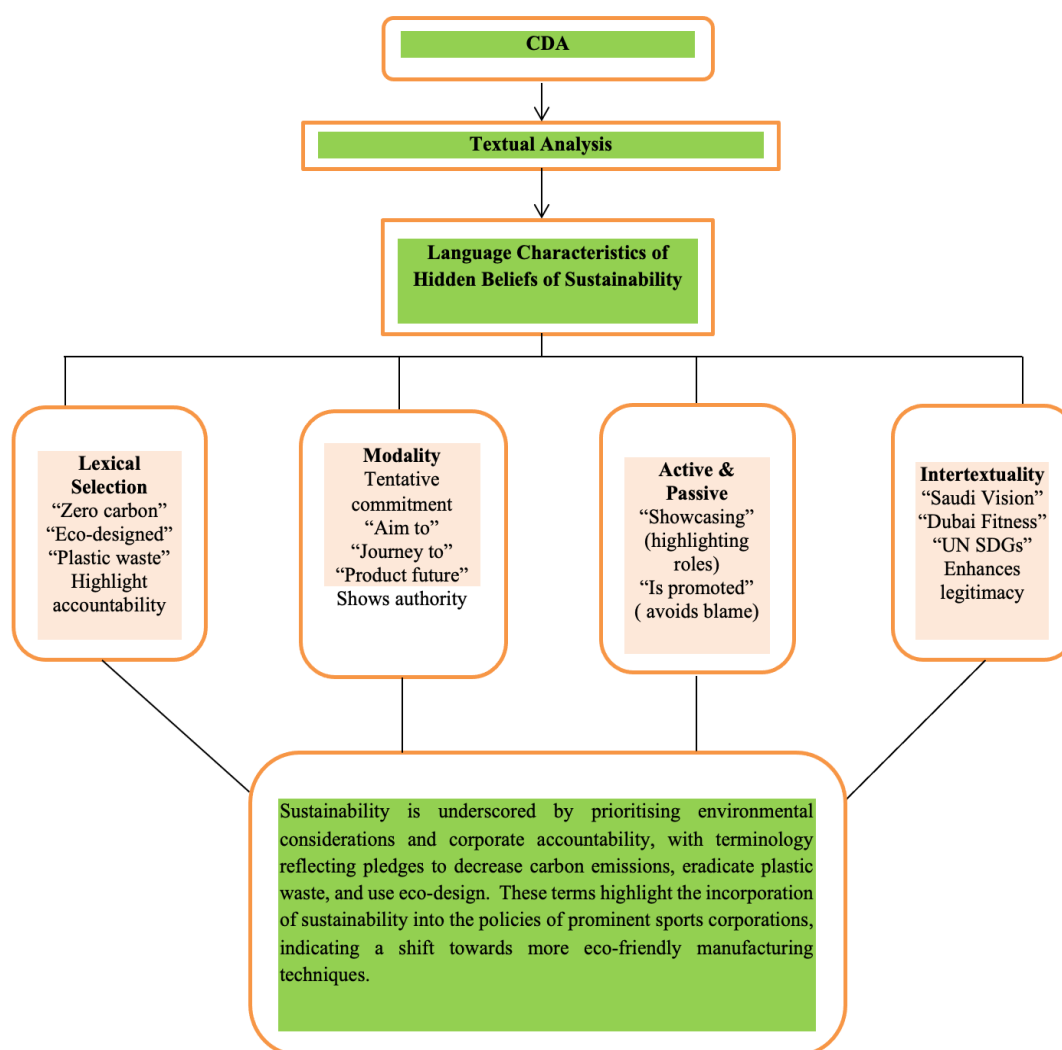 CDA
Textual Analysis
Language Characteristics of
Hidden Beliefs of Sustainability
Lexical
Selection
“Zero carbon”
“Eco-designed”
“Plastic waste”
Highlight
accountability
Modality
Tentative
commitment
“Aim to”
“Journey to”
“Product future”
Shows authority
Active &
Passive
“Showcasing”
(highlighting
roles)
“Is promoted”
( avoids blame)
Intertextuality
“Saudi Vision”
“Dubai Fitness”
“UN SDGs”
Enhances
legitimacy
Sustainability is underscored by prioritising environmental
considerations and corporate accountability, with terminology
reflecting pledges to decrease carbon emissions, eradicate plastic
waste, and use eco-design. These terms highlight the incorporation
of sustainability into the policies of prominent sports corporations,
indicating a shift towards more eco-friendly manufacturing
techniques.